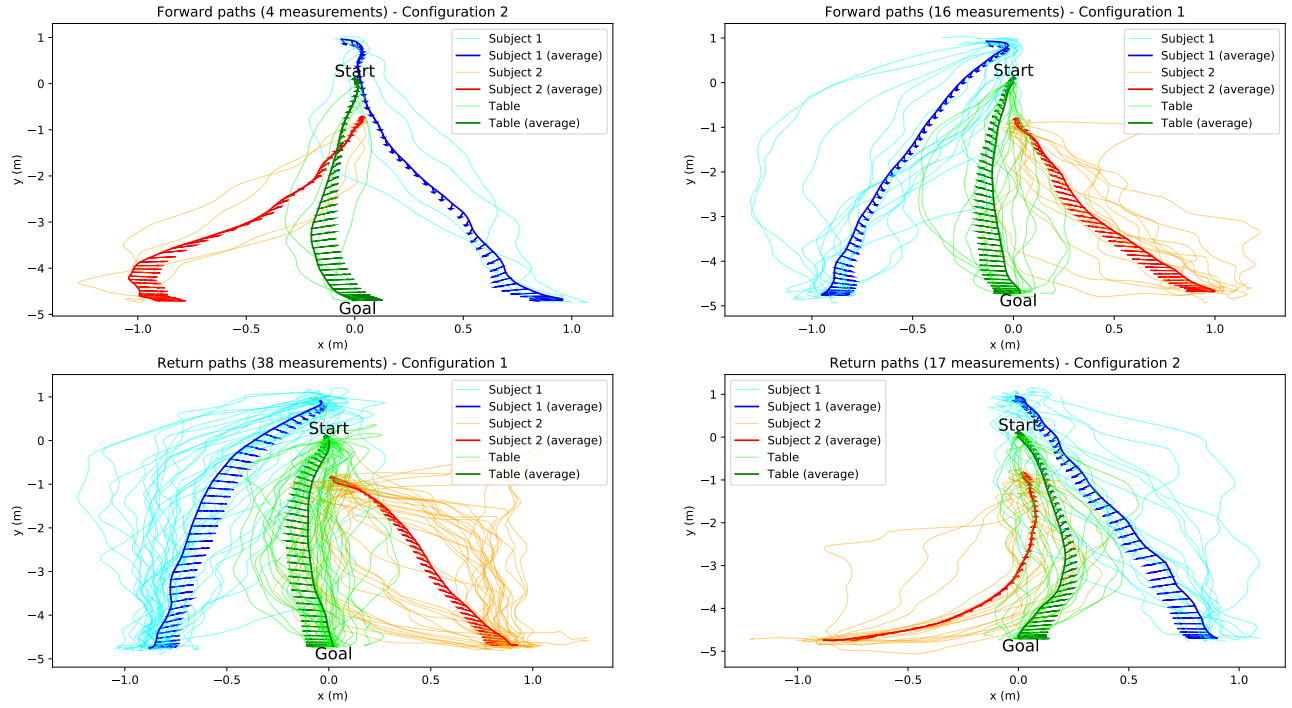 Forward paths (4 measurements) - Configuration 2
1
0
−1
−2
−3
−4
−5
y (m)
Start
Goal
Subject 1
Subject 1 (average)
Subject 2
Subject 2 (average)
Table
Table (average)
−1.0
−0.5
0.0
0.5
1.0
x (m)
Forward paths (16 measurements) - Configuration 1
1
0
−1
−2
−3
−4
−5
y (m)
Start
Goal
Subject 1
Subject 1 (average)
Subject 2
Subject 2 (average)
Table
Table (average)
−1.0
−0.5
0.0
0.5
1.0
x (m)
Return paths (38 measurements) - Configuration 1
1
0
−1
−2
−3
−4
−5
y (m)
Start
Goal
Subject 1
Subject 1 (average)
Subject 2
Subject 2 (average)
Table
Table (average)
−1.0
−0.5
0.0
0.5
1.0
x (m)
Return paths (17 measurements) - Configuration 2
1
0
−1
−2
−3
−4
−5
y (m)
Subject 1
Subject 1 (average)
Subject 2
Subject 2 (average)
Table
Table (average)
Start
Goal
−1.0
−0.5
0.0
0.5
1.0
x (m)